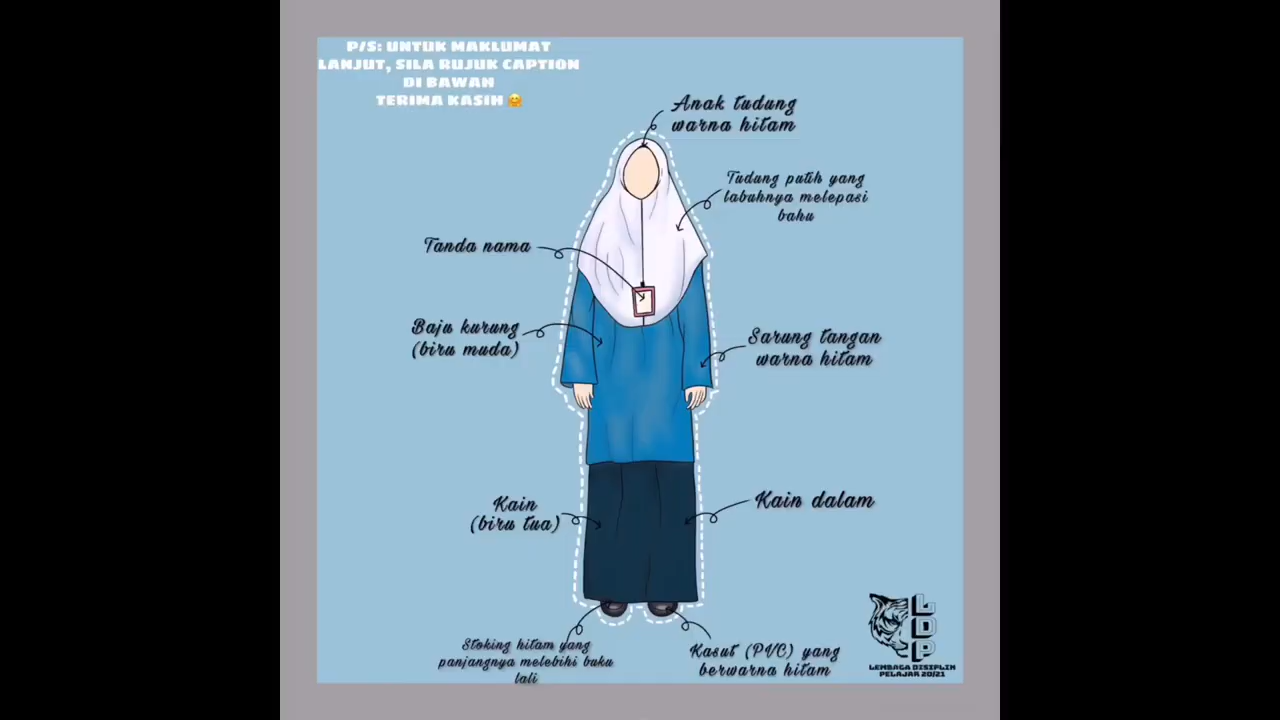 P/S: UNTUK MAKLUMAT
LANJUT, SILA RUJUK CAPTION
DI BAWAH
TERIMA KASIH 🤗
Anak tudung
warna hitam
Tudung putih yang
labuhnya melepasi
bahu
Tanda nama
Baju kurung
(biru muda)
Sarung tangan
warna hitam
Kain
(biru tua)
Kain dalam
Stoking hitam yang
panjangnya melebihi buku
lali
Kasut (PVC) yang
berwarna hitam
LDP
LEMBAGA DISIPLIN
PELAJAR 20/21